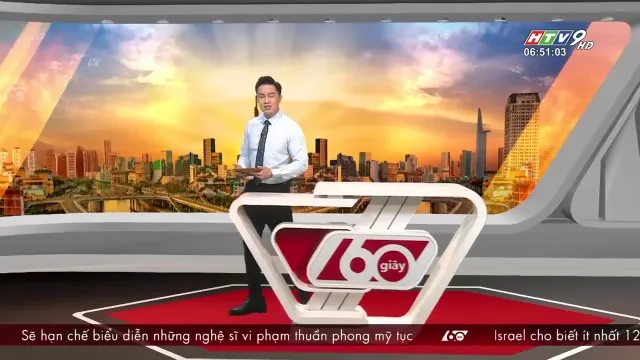 HTV9 HD
06:51:03
60 giây
Sẽ hạn chế biểu diễn những nghệ sĩ vi phạm thuần phong mỹ tục 60 Israel cho biết ít nhất 12